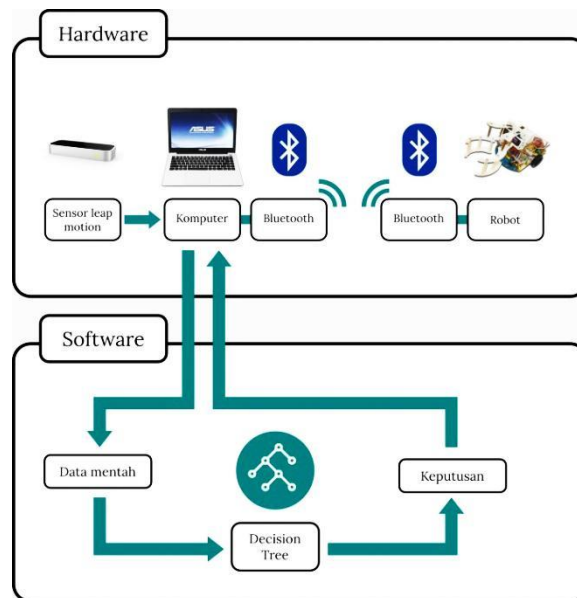 Hardware
ASUS
Sensor leap
motion
Komputer
Bluetooth
Bluetooth
Robot
Software
Data mentah
Keputusan
Decision
Tree